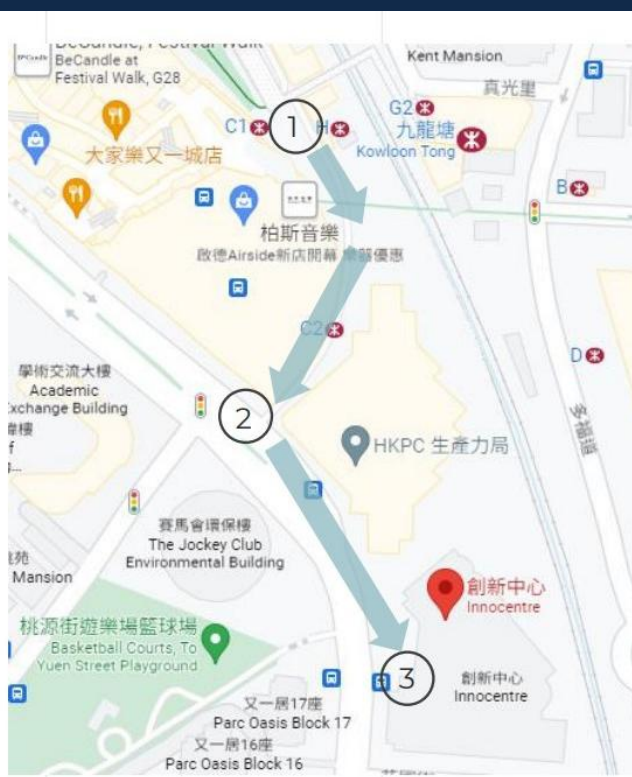 BeCandle, Festival Walk
BeCandle at
Festival Walk, G28
Kent Mansion
真光里
G2
九龍塘
Kowloon Tong
C1
1
H
大家樂又一城店
B
柏斯音樂
啟德Airside新店開幕 樂器優惠
C2
D
多福道
學術交流大樓
Academic
Exchange Building
2
HKPC 生產力局
賽馬會環保樓
The Jockey Club
Environmental Building
Mansion
創新中心
Innocentre
桃源街遊樂場籃球場
Basketball Courts, To
Yuen Street Playground
3
創新中心
Innocentre
又一居17座
Parc Oasis Block 17
又一居16座
Parc Oasis Block 16